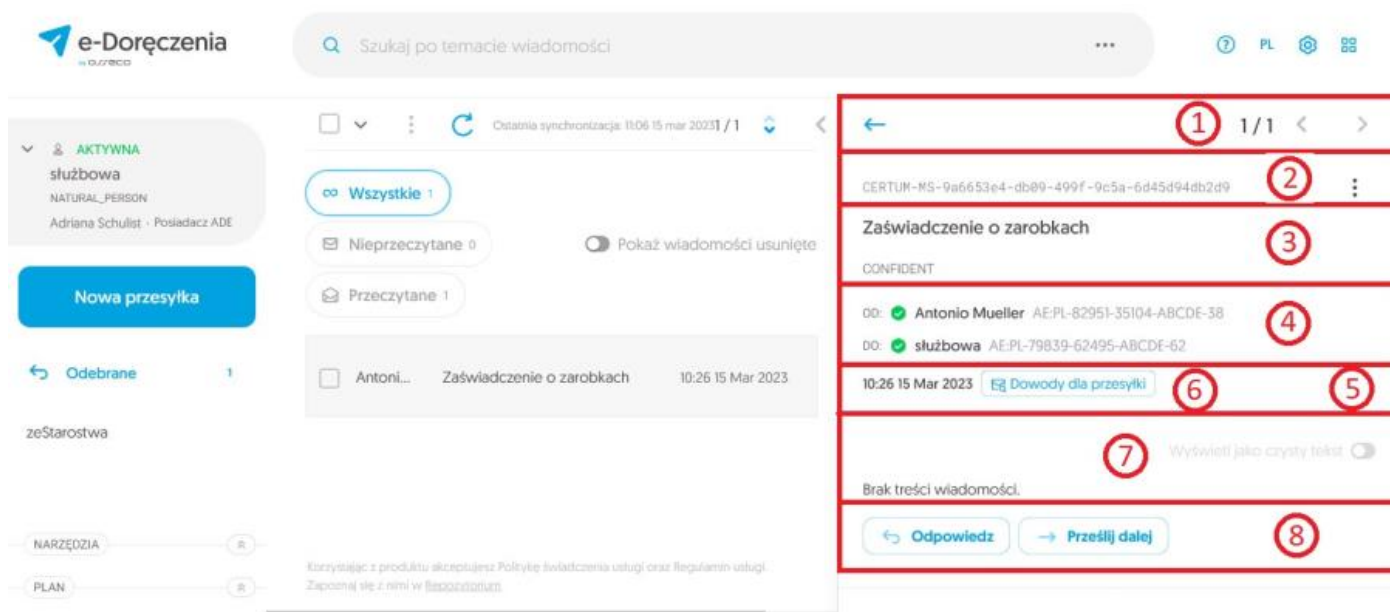 e-Doręczenia
by asseco
Szukaj po temacie wiadomości
PL
AKTYWNA
służbowa
NATURAL_PERSON
Adriana Schulist - Posiadacz ADE
Nowa przesyłka
Odebrane 1
zeStarostwa
NARZĘDZIA
PLAN
Ostatnia synchronizacja: 11:06 15 mar 2023 1 / 1
Wszystkie 1
Nieprzeczytane 0
Pokaż wiadomości usunięte
Przeczytane 1
Antoni... Zaświadczenie o zarobkach 10:26 15 Mar 2023
Korzystając z produktu akceptujesz Politykę świadczenia usługi oraz Regulamin usługi.
Zapoznaj się z nimi w Repozytorium
1 1/1
CERTUM-MS-9a6653e4-db09-499f-9c5a-6d45d94db2d9 2
Zaświadczenie o zarobkach 3
CONFIDENT
OD: Antonio Mueller AE:PL-82951-35104-ABCDE-38 4
DO: służbowa AE:PL-79839-62495-ABCDE-62
10:26 15 Mar 2023 Dowody dla przesyłki 6 5
Wyświetl jako czysty tekst
7
Brak treści wiadomości.
Odpowiedz Prześlij dalej 8